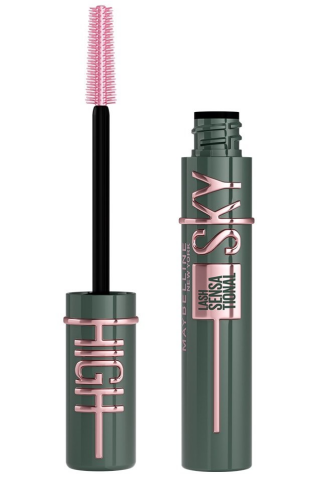 HIGH
SKY
LASH
SENSA
TIONAL
MAYBELLINE
NEW YORK